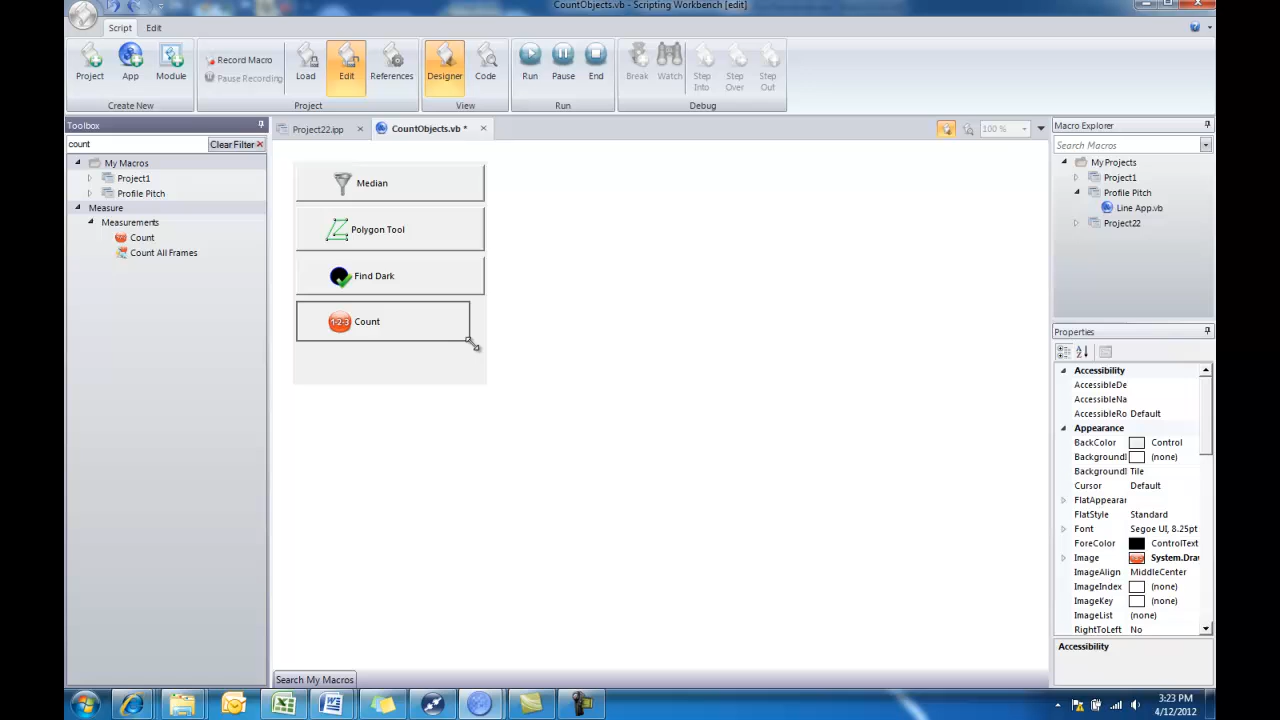 CountObjects.vb - Scripting Workbench [edit]
Script Edit
Project App Module Record Macro Pause Recording Load Edit References Designer Code Run Pause End Break Watch Step Into Step Over Step Out
Create New Project View Run Debug
Toolbox
count Clear Filter
My Macros
Project1
Profile Pitch
Measure
Measurements
Count
Count All Frames
Project22.ipp CountObjects.vb * 100 %
Median
Polygon Tool
Find Dark
1·2·3 Count
Search My Macros
Macro Explorer
Search Macros
My Projects
Project1
Profile Pitch
Line App.vb
Project22
Properties
Accessibility
AccessibleDe
AccessibleNa
AccessibleRo Default
Appearance
BackColor Control
BackgroundI (none)
BackgroundI Tile
Cursor Default
FlatAppearar
FlatStyle Standard
Font Segoe UI, 8.25pt
ForeColor ControlText
Image System.Dra
ImageAlign MiddleCenter
ImageIndex (none)
ImageKey (none)
ImageList (none)
RightToLeft No
Accessibility
3:23 PM
4/12/2012